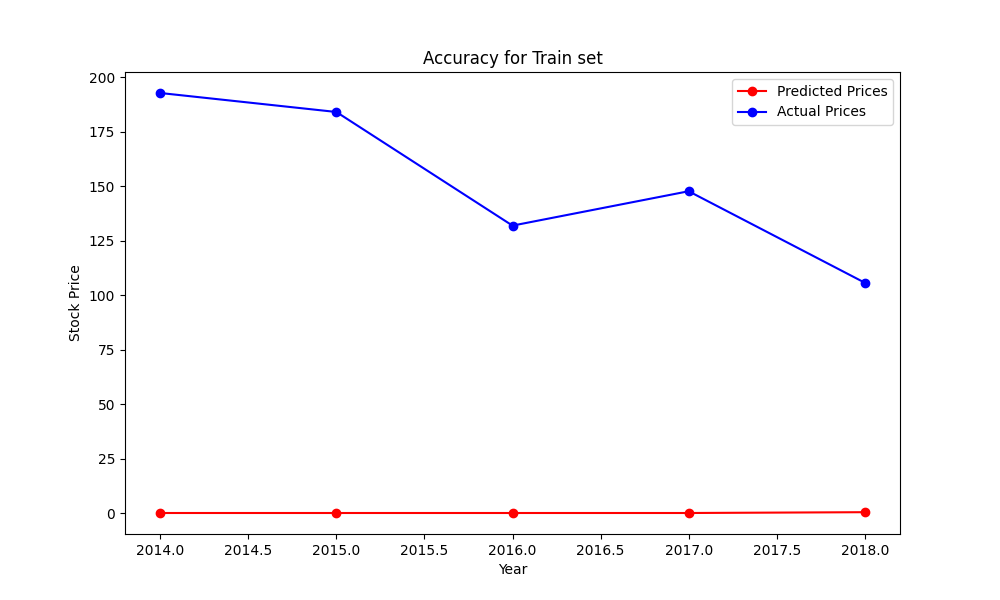 Accuracy for Train set
Predicted Prices
Actual Prices
200
175
150
125
100
75
50
25
0
Stock Price
2014.0 2014.5 2015.0 2015.5 2016.0 2016.5 2017.0 2017.5 2018.0
Year